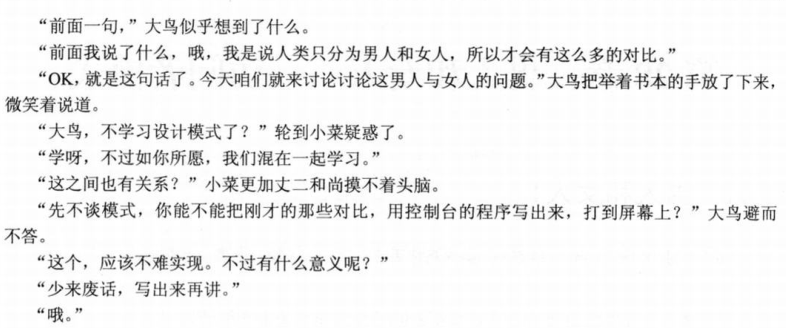 “前面一句，”大鸟似乎想到了什么。
“前面我说了什么，哦，我是说人类只分为男人和女人，所以才会有这么多的对比。”
“OK，就是这句话了。今天咱们就来讨论讨论这男人与女人的问题。”大鸟把举着书本的手放了下来，
微笑着说道。
“大鸟，不学习设计模式了？”轮到小菜疑惑了。
“学呀，不过如你所愿，我们混在一起学习。”
“这之间也有关系？”小菜更加丈二和尚摸不着头脑。
“先不谈模式，你能不能把刚才的那些对比，用控制台的程序写出来，打到屏幕上？”大鸟避而
不答。
“这个，应该不难实现。不过有什么意义呢？”
“少来废话，写出来再讲。”
“哦。”